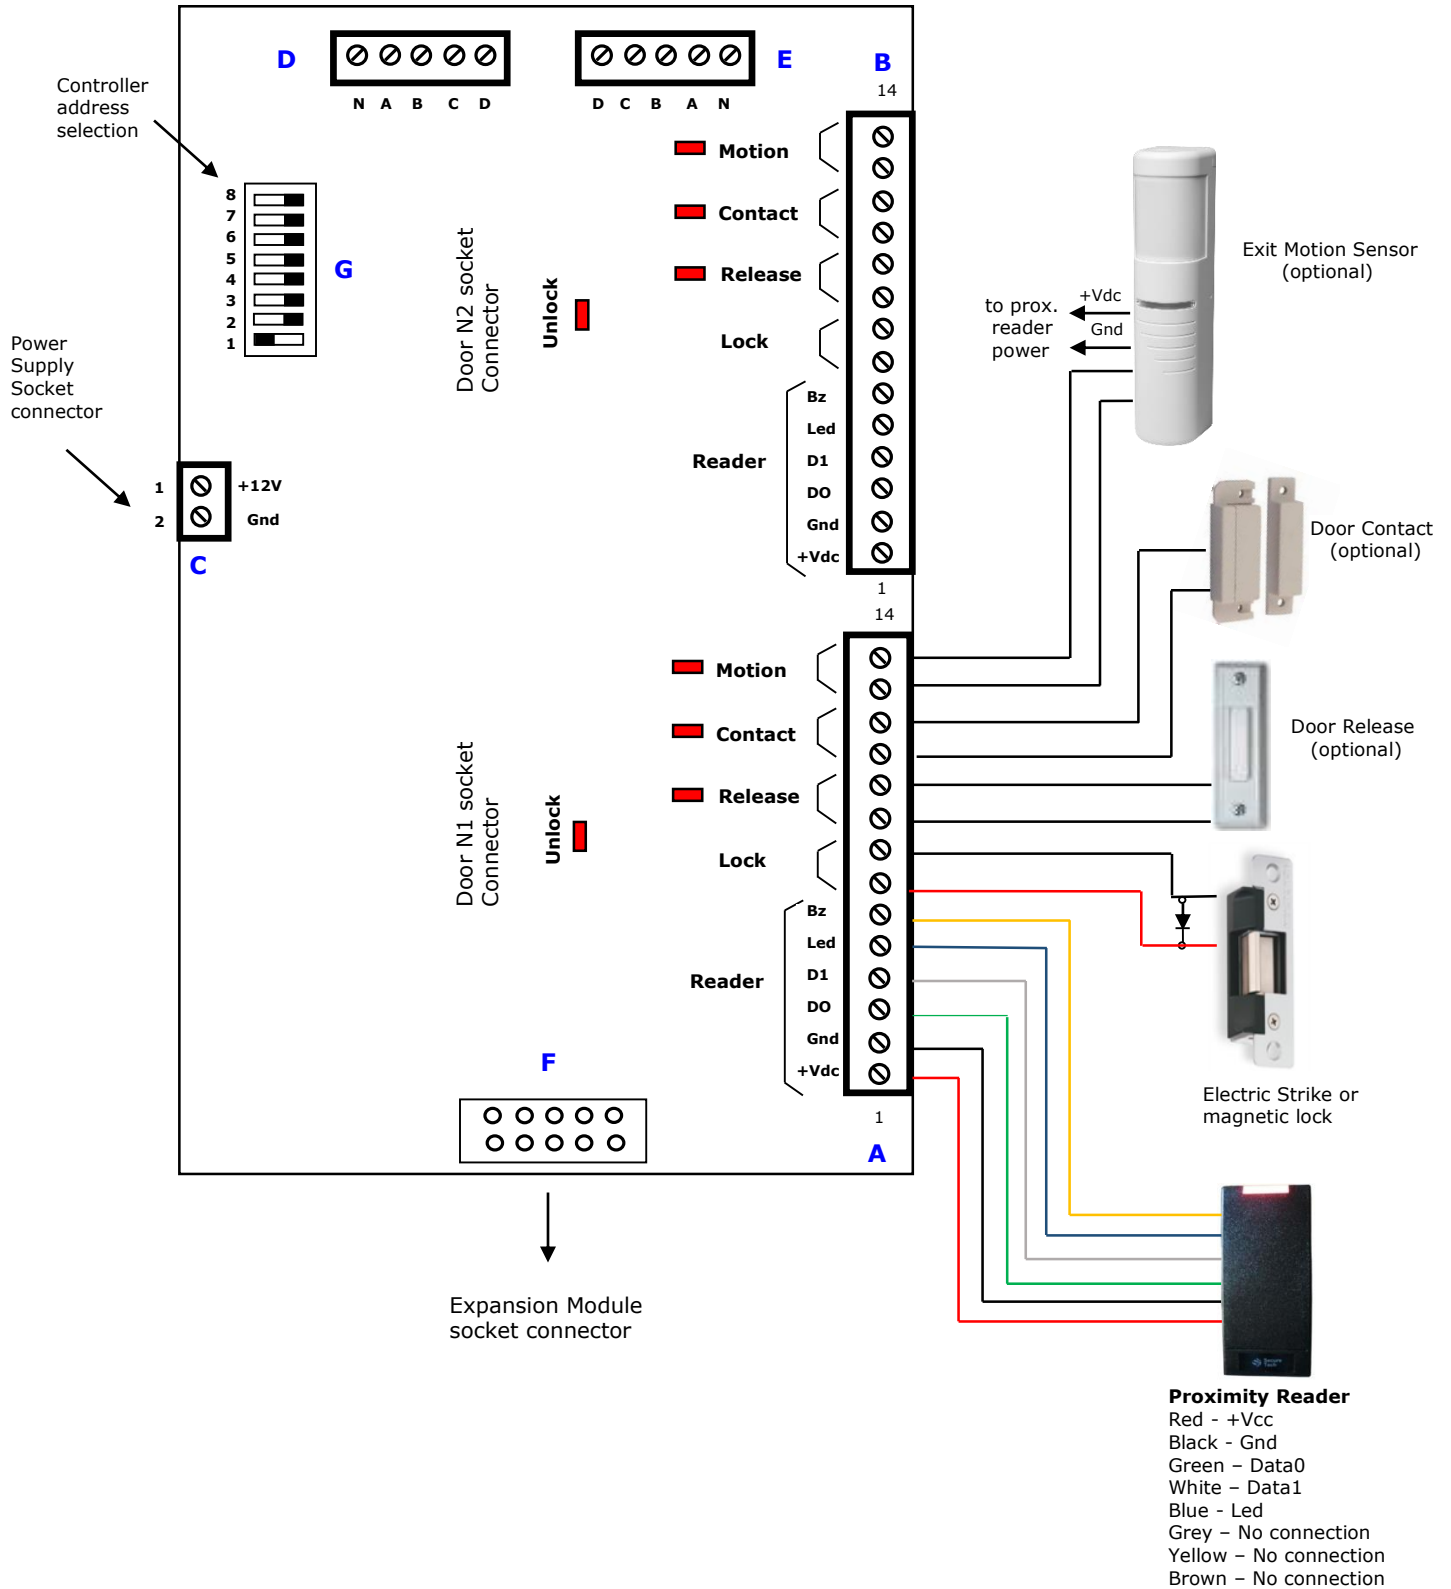 D
E
B
14
N A B C D
D C B A N
Controller
address
selection
8
7
6
5
4
3
2
1
G
Door N2 socket
Connector
Unlock
Motion
Contact
Release
Lock
Reader
Bz
Led
D1
DO
Gnd
+Vdc
1
Power
Supply
Socket
connector
1 +12V
2 Gnd
C
Exit Motion Sensor
(optional)
to prox.
reader
power
+Vdc
Gnd
Door Contact
(optional)
14
Motion
Contact
Release
Lock
Reader
Bz
Led
D1
DO
Gnd
+Vdc
1
A
Door N1 socket
Connector
Unlock
Door Release
(optional)
Electric Strike or
magnetic lock
F
Expansion Module
socket connector
Secure
Tech
Proximity Reader
Red - +Vcc
Black - Gnd
Green – Data0
White – Data1
Blue - Led
Grey – No connection
Yellow – No connection
Brown – No connection